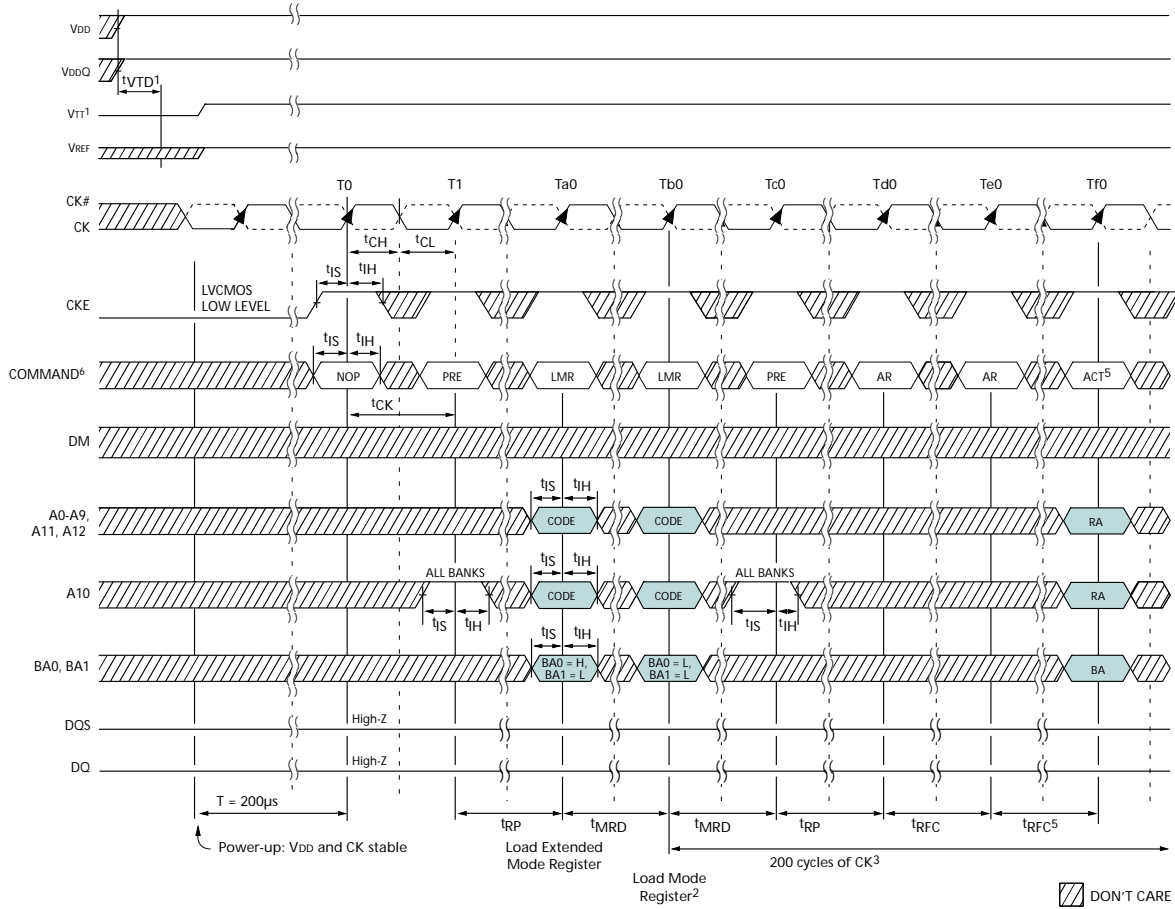 VDD
VDDQ
tVTD1
VTT1
VREF
T0 T1 Ta0 Tb0 Tc0 Td0 Te0 Tf0
CK#
CK
tCH tCL
tIS tIH
LVCMOS
LOW LEVEL
CKE
tIS tIH
COMMAND6 NOP PRE LMR LMR PRE AR AR ACT5
tCK
DM
tIS tIH
A0-A9,
A11, A12
CODE CODE RA
tIS tIH
ALL BANKS ALL BANKS
A10 CODE CODE RA
tIS tIH tIS tIH
tIS tIH
BA0, BA1
BA0 = H,
BA1 = L
BA0 = L,
BA1 = L
BA
DQS High-Z
DQ High-Z
T = 200µs
tRP tMRD tMRD tRP tRFC tRFC5
Power-up: VDD and CK stable
Load Extended
Mode Register
200 cycles of CK3
Load Mode
Register2
DON'T CARE